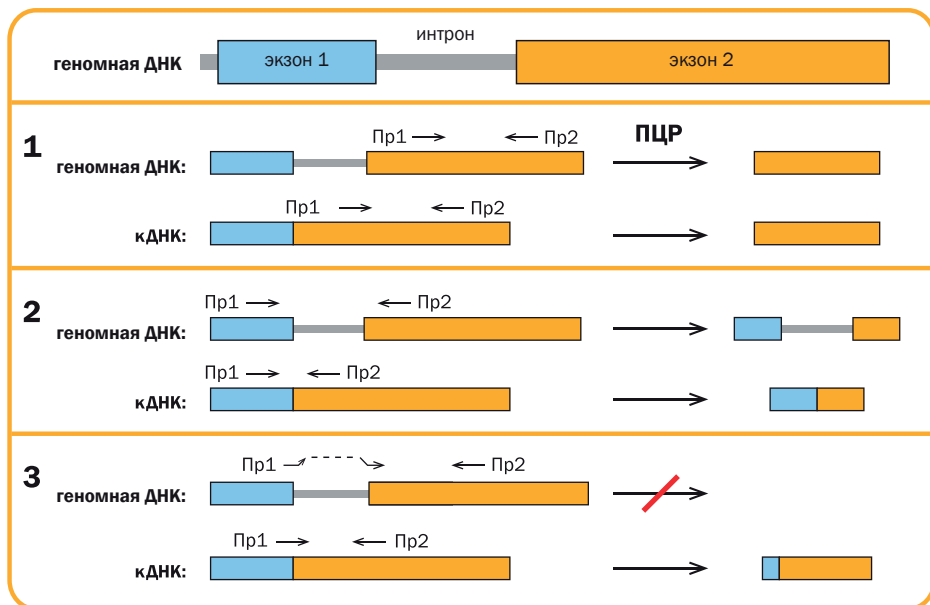 интрон
геномная ДНК экзон 1 экзон 2
1 Пр1 Пр2 ПЦР
геномная ДНК:
Пр1 Пр2
кДНК:
2 Пр1 Пр2
геномная ДНК:
Пр1 Пр2
кДНК:
3 Пр1 Пр2
геномная ДНК:
Пр1 Пр2
кДНК: